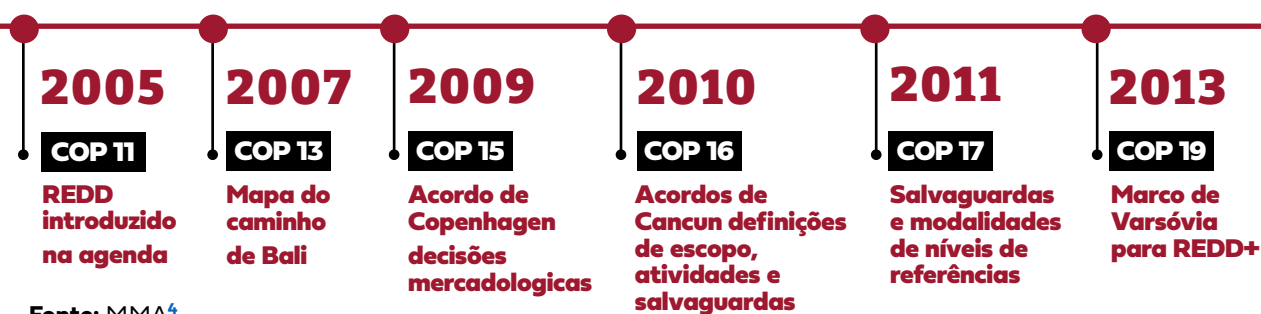 2005
COP 11
REDD
introduzido
na agenda
2007
COP 13
Mapa do
caminho
de Bali
2009
COP 15
Acordo de
Copenhagen
decisões
mercadologicas
2010
COP 16
Acordos de
Cancun definições
de escopo,
atividades e
salvaguardas
2011
COP 17
Salvaguardas
e modalidades
de níveis de
referências
2013
COP 19
Marco de
Varsóvia
para REDD+
Fonte: MMA4